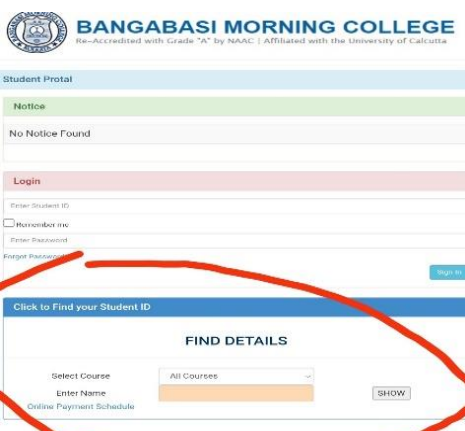 BANGABASI MORNING COLLEGE
Re-Accredited with Grade "A" by NAAC | Affiliated with the University of Calcutta
Student Protal
Notice
No Notice Found
Login
Enter Student ID
Remember me
Enter Password
Forgot Password
Sign In
Click to Find your Student ID
FIND DETAILS
Select Course All Courses
Enter Name SHOW
Online Payment Schedule